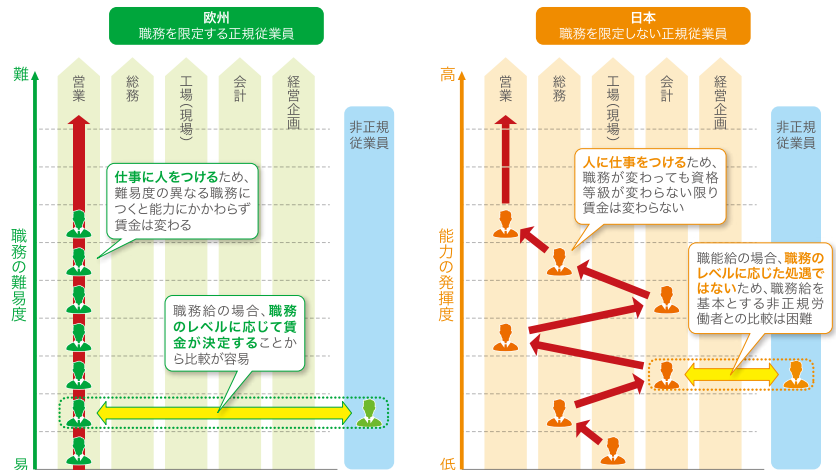 欧州
職務を限定する正規従業員
難
営業
総務
工場(現場)
会計
経営企画
非正規
従業員
仕事に人をつけるため、
難易度の異なる職務に
つくと能力にかかわらず
賃金は変わる
職務の難易度
職務給の場合、職務
のレベルに応じて賃
金が決定することか
ら比較が容易
易
日本
職務を限定しない正規従業員
高
営業
総務
工場(現場)
会計
経営企画
非正規
従業員
人に仕事をつけるため、
職務が変わっても資格
等級が変わらない限り
賃金は変わらない
能力の発揮度
職能給の場合、職務の
レベルに応じた処遇で
はないため、職務給を
基本とする非正規労
働者との比較は困難
低